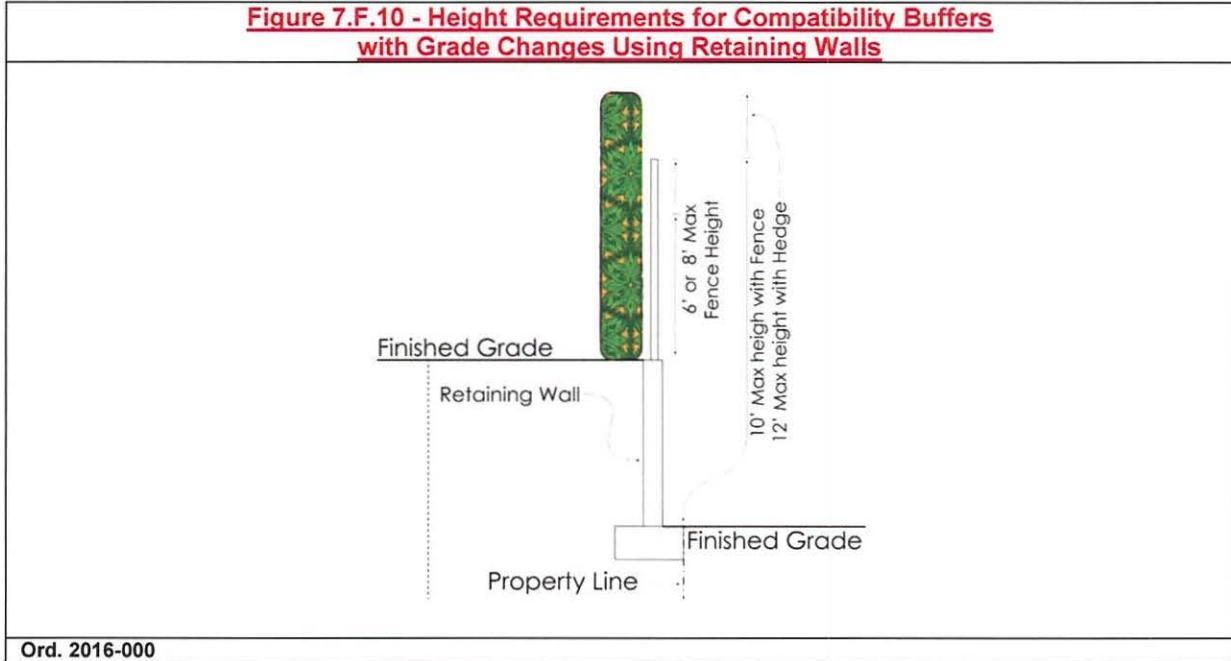 Figure 7.F.10 - Height Requirements for Compatibility Buffers
with Grade Changes Using Retaining Walls
6' or 8' Max
Fence Height
10' Max heigh with Fence
12' Max height with Hedge
Finished Grade
Retaining Wall
Finished Grade
Property Line
Ord. 2016-000